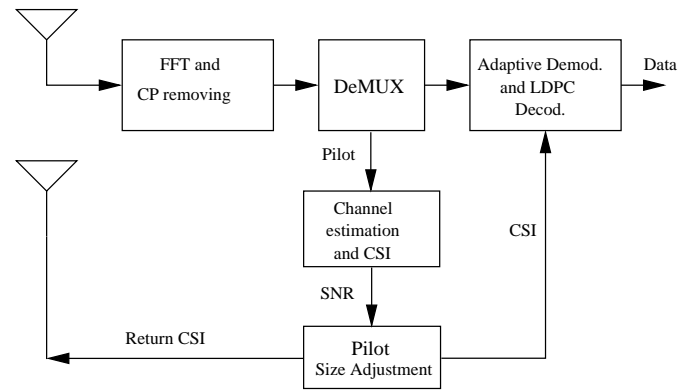 FFT and
CP removing
DeMUX
Adaptive Demod.
and LDPC
Decod.
Data
Pilot
Channel
estimation
and CSI
CSI
SNR
Return CSI
Pilot
Size Adjustment